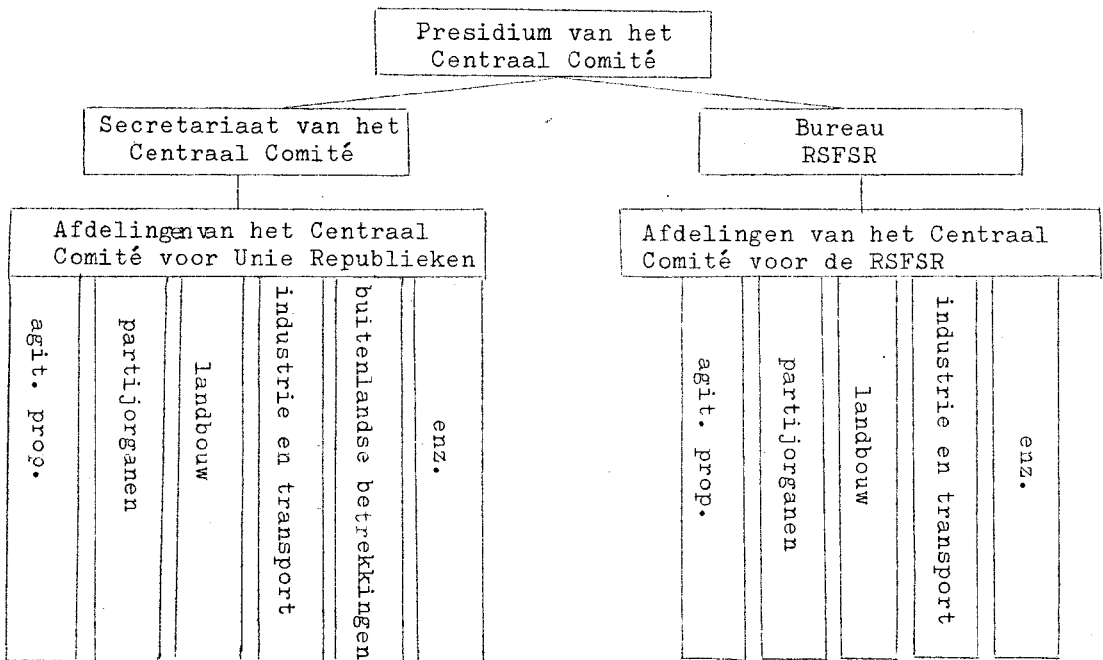 Presidium van het
Centraal Comité
Secretariaat van het
Centraal Comité
Bureau
RSFSR
Afdelingen van het Centraal
Comité voor Unie Republieken
Afdelingen van het Centraal
Comité voor de RSFSR
agit. prop.
partijorganen
landbouw
industrie en transport
buitenlandse betrekkingen
enz.
agit. prop.
partijorganen
landbouw
industrie en transport
enz.